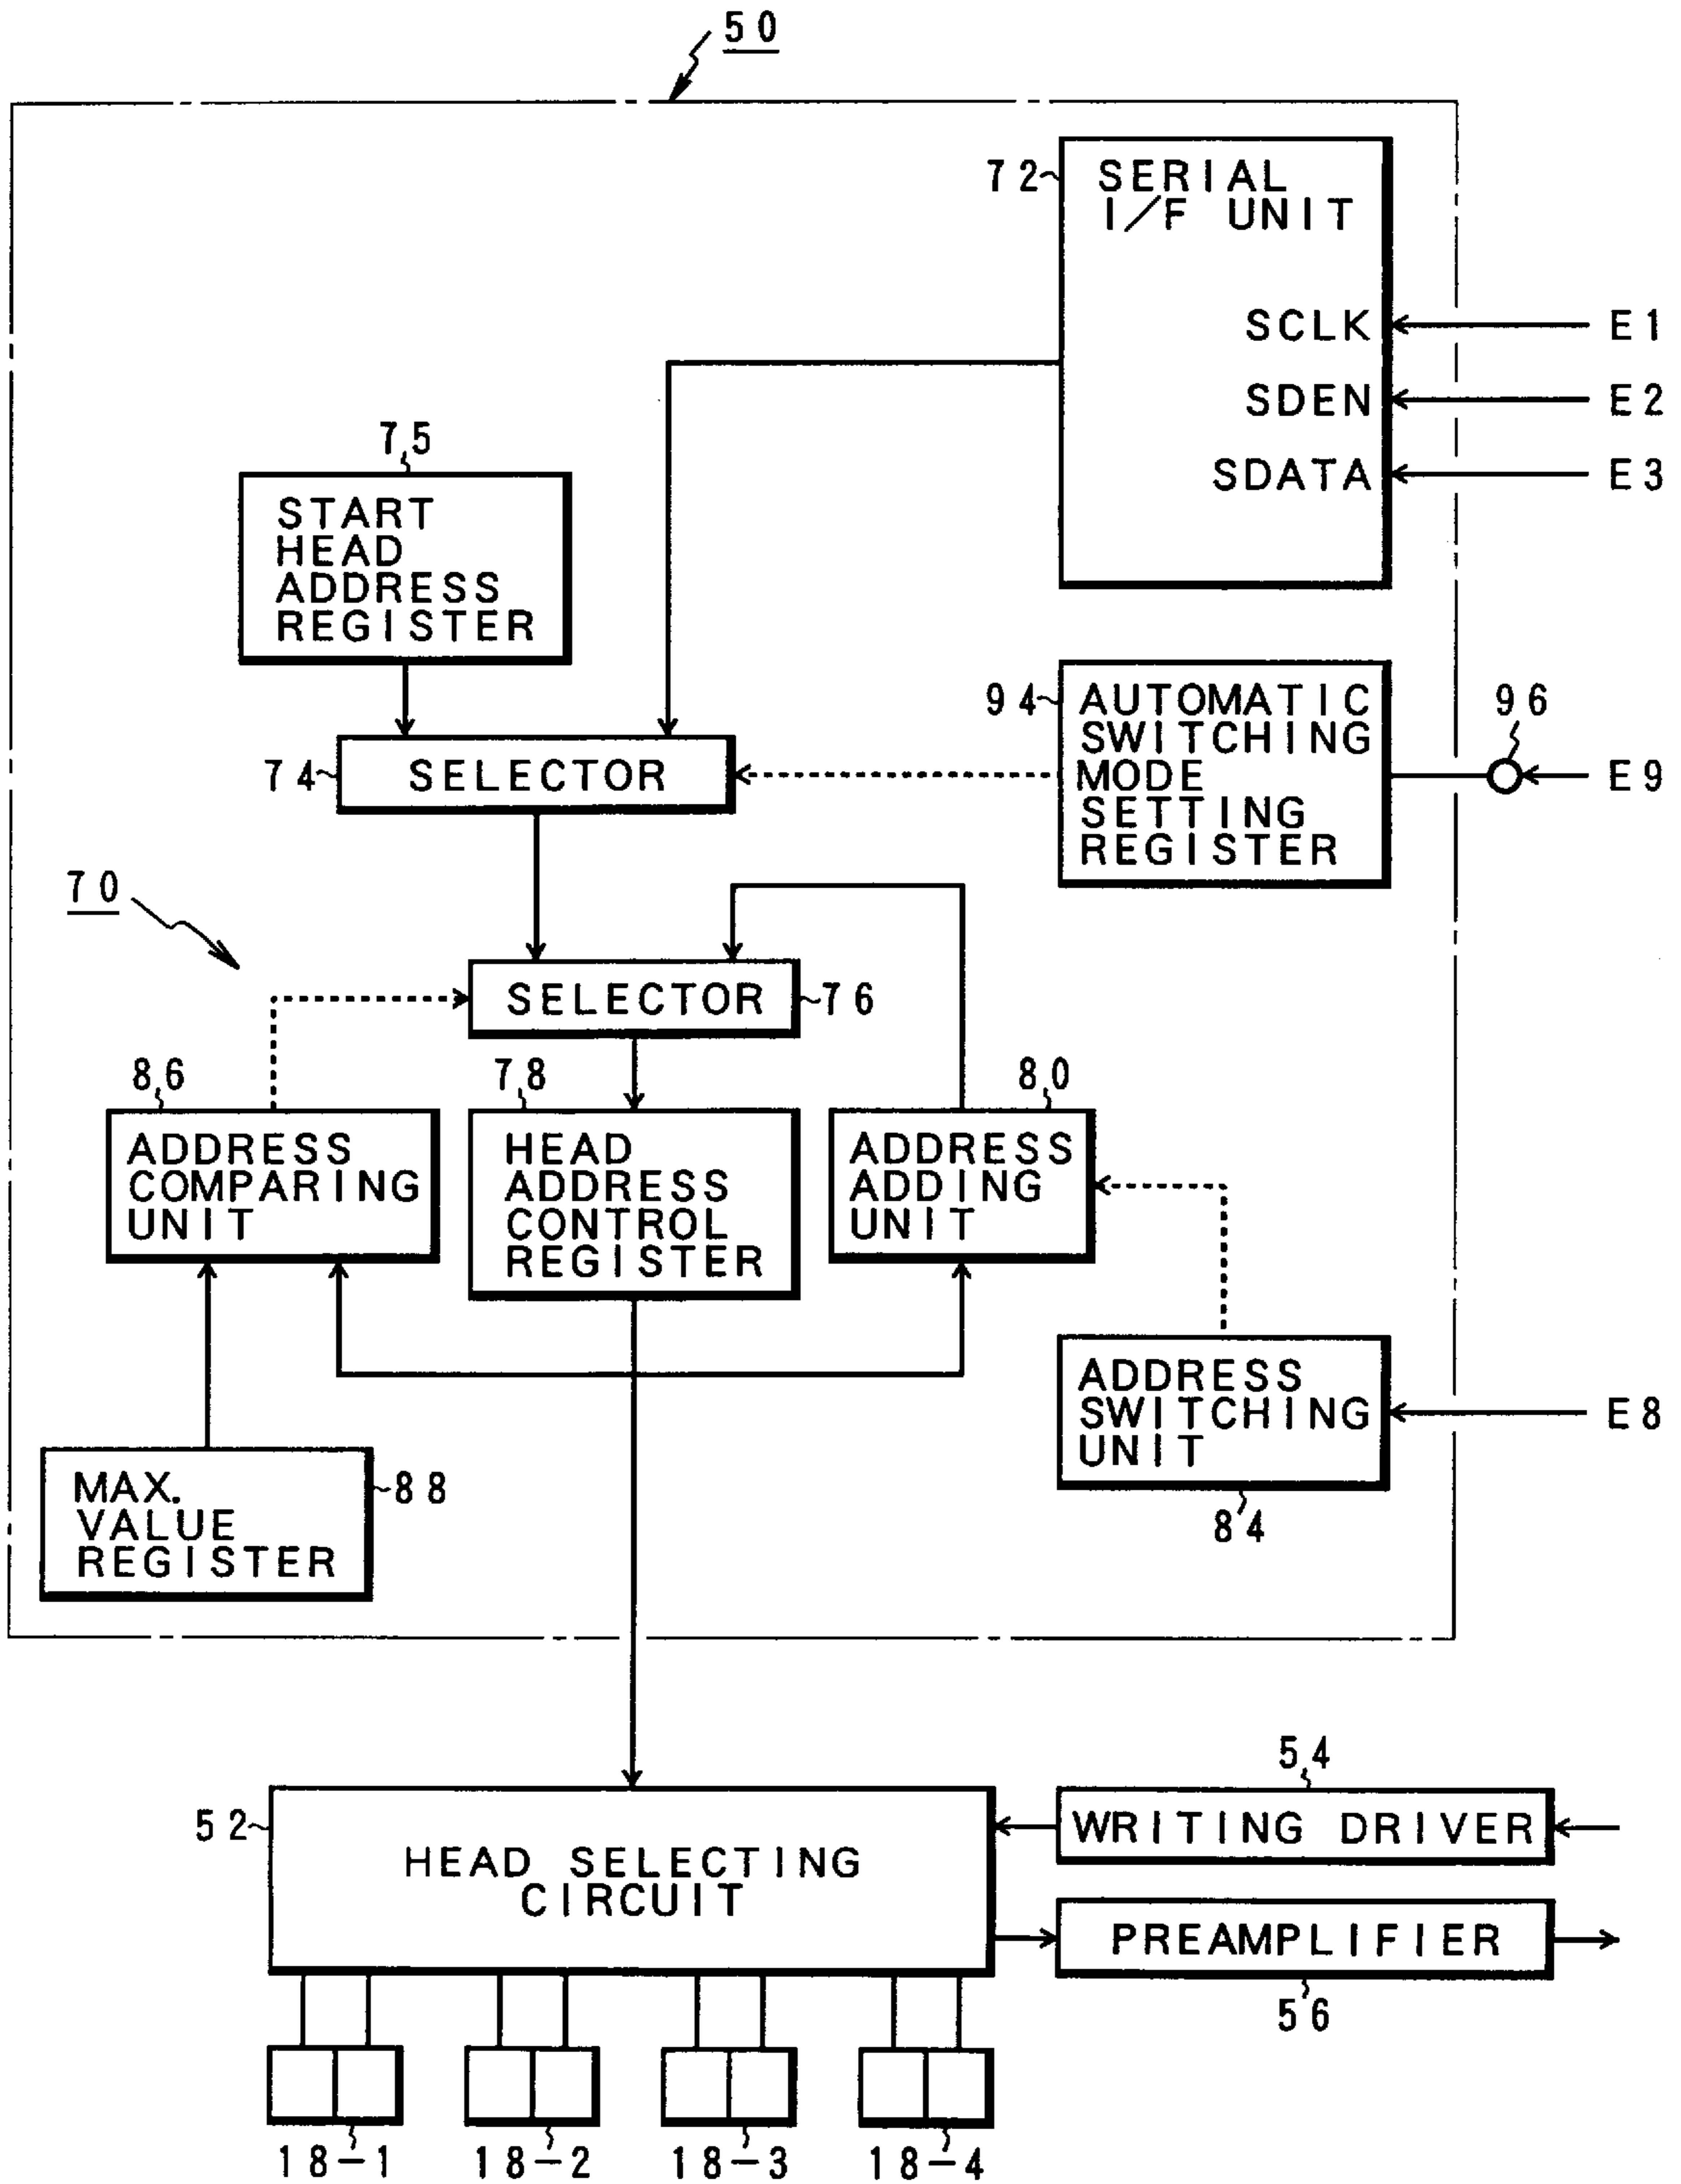 50
72
SERIAL
I/F UNIT
SCLK
E1
SDEN
E2
SDATA
E3
75
START
HEAD
ADDRESS
REGISTER
94
AUTOMATIC
SWITCHING
MODE
SETTING
REGISTER
96
E9
74
SELECTOR
70
SELECTOR
76
86
ADDRESS
COMPARING
UNIT
78
HEAD
ADDRESS
CONTROL
REGISTER
80
ADDRESS
ADDING
UNIT
ADDRESS
SWITCHING
UNIT
E8
84
MAX.
VALUE
REGISTER
88
52
HEAD SELECTING
CIRCUIT
54
WRITING DRIVER
PREAMPLIFIER
56
18-1
18-2
18-3
18-4